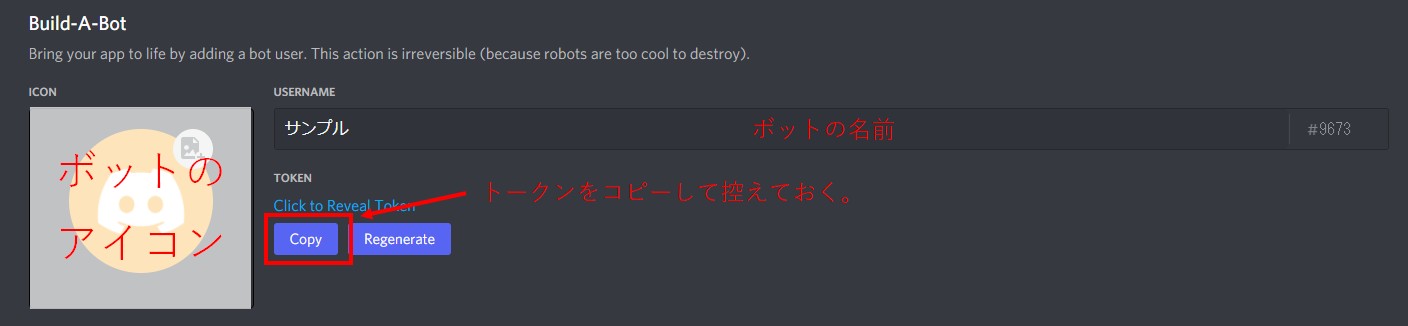 Build-A-Bot
Bring your app to life by adding a bot user. This action is irreversible (because robots are too cool to destroy).
ICON
USERNAME
サンプル
ボットの名前
#9673
ボットの
アイコン
TOKEN
トークンをコピーして控えておく。
Click to Reveal Token
Copy
Regenerate